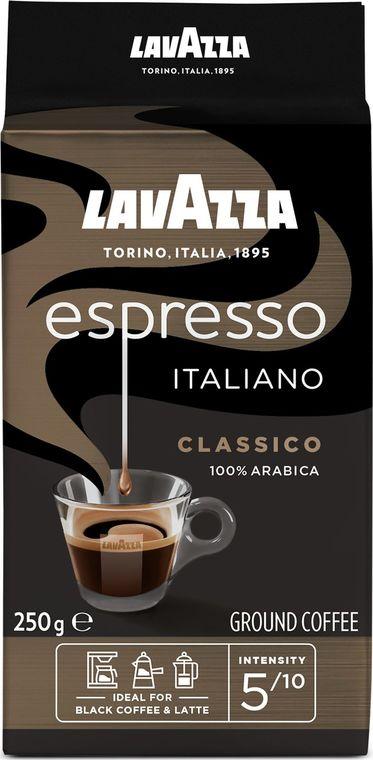 LAVAZZA
TORINO, ITALIA, 1895
LAVAZZA
TORINO, ITALIA, 1895
espresso
ITALIANO
CLASSICO
100% ARABICA
LAVAZZA
250 g ℮
GROUND COFFEE
IDEAL FOR
BLACK COFFEE & LATTE
INTENSITY
5/10